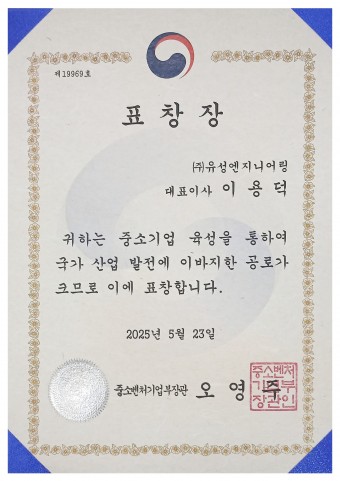 제19969호
표창장
(주)유성엔지니어링
대표이사 이용덕
귀하는 중소기업 육성을 통하여
국가 산업 발전에 이바지한 공로가
크므로 이에 표창합니다.
2025년 5월 23일
중소벤처기업부장관 오영주
중소벤처
기업부
장관인